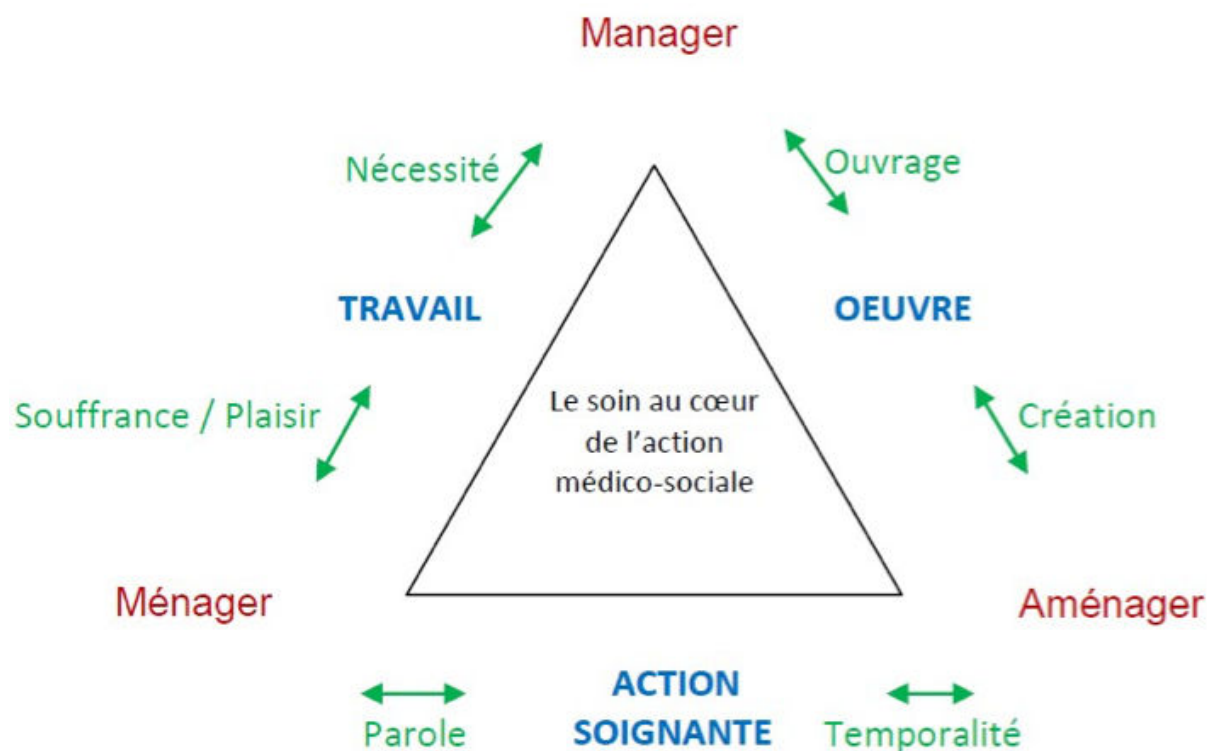 Manager
Nécessité
Ouvrage
TRAVAIL
OEUVRE
Le soin au cœur
de l’action
médico-sociale
Souffrance / Plaisir
Création
Ménager
Aménager
ACTION
SOIGNANTE
Parole
Temporalité